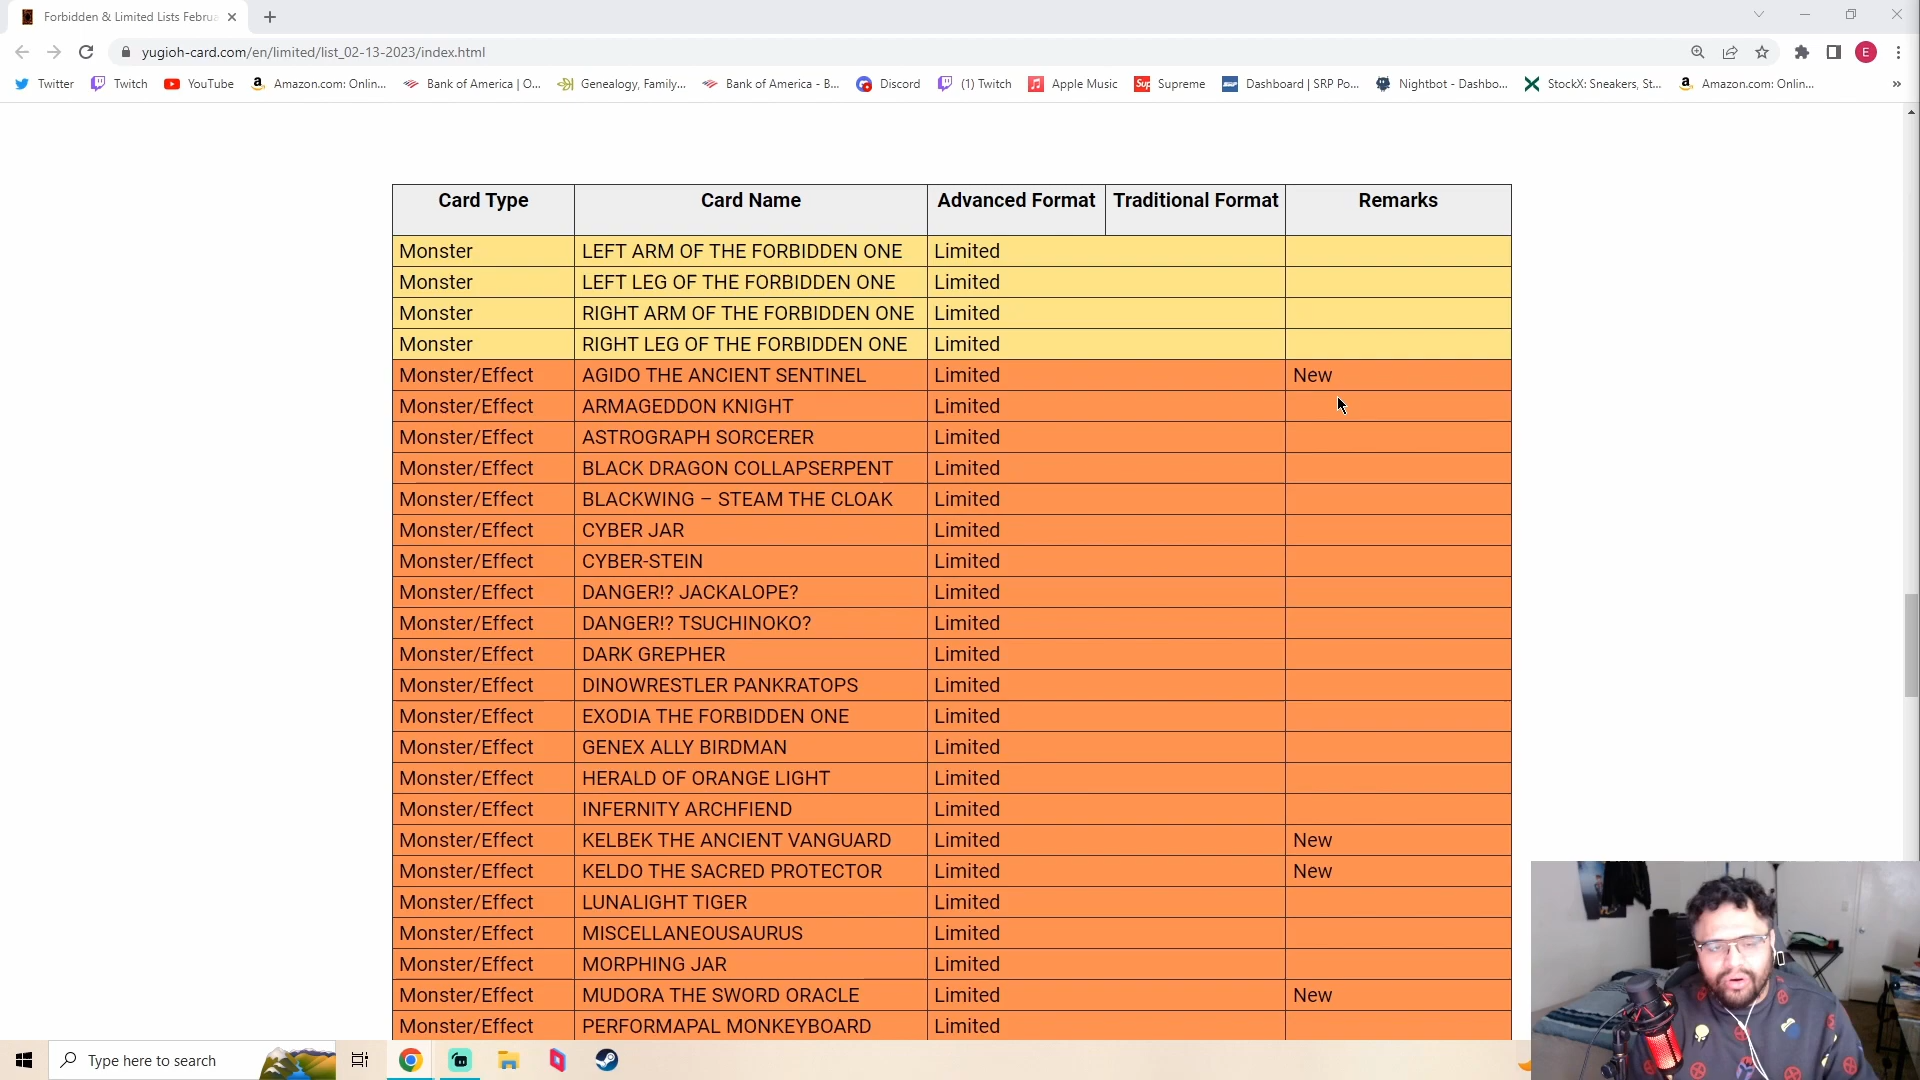 Forbidden & Limited Lists Februa
yugioh-card.com/en/limited/list_02-13-2023/index.html
E
Twitter Twitch YouTube Amazon.com: Onlin... Bank of America | O... Genealogy, Family... Bank of America - B... Discord (1) Twitch Apple Music Supreme Dashboard | SRP Po... Nightbot - Dashbo... StockX: Sneakers, St... Amazon.com: Onlin... »
Card Type Card Name Advanced Format Traditional Format Remarks
Monster LEFT ARM OF THE FORBIDDEN ONE Limited
Monster LEFT LEG OF THE FORBIDDEN ONE Limited
Monster RIGHT ARM OF THE FORBIDDEN ONE Limited
Monster RIGHT LEG OF THE FORBIDDEN ONE Limited
Monster/Effect AGIDO THE ANCIENT SENTINEL Limited New
Monster/Effect ARMAGEDDON KNIGHT Limited
Monster/Effect ASTROGRAPH SORCERER Limited
Monster/Effect BLACK DRAGON COLLAPSERPENT Limited
Monster/Effect BLACKWING – STEAM THE CLOAK Limited
Monster/Effect CYBER JAR Limited
Monster/Effect CYBER-STEIN Limited
Monster/Effect DANGER!? JACKALOPE? Limited
Monster/Effect DANGER!? TSUCHINOKO? Limited
Monster/Effect DARK GREPHER Limited
Monster/Effect DINOWRESTLER PANKRATOPS Limited
Monster/Effect EXODIA THE FORBIDDEN ONE Limited
Monster/Effect GENEX ALLY BIRDMAN Limited
Monster/Effect HERALD OF ORANGE LIGHT Limited
Monster/Effect INFERNITY ARCHFIEND Limited
Monster/Effect KELBEK THE ANCIENT VANGUARD Limited New
Monster/Effect KELDO THE SACRED PROTECTOR Limited New
Monster/Effect LUNALIGHT TIGER Limited
Monster/Effect MISCELLANEOUSAURUS Limited
Monster/Effect MORPHING JAR Limited
Monster/Effect MUDORA THE SWORD ORACLE Limited New
Monster/Effect PERFORMAPAL MONKEYBOARD Limited
Type here to search